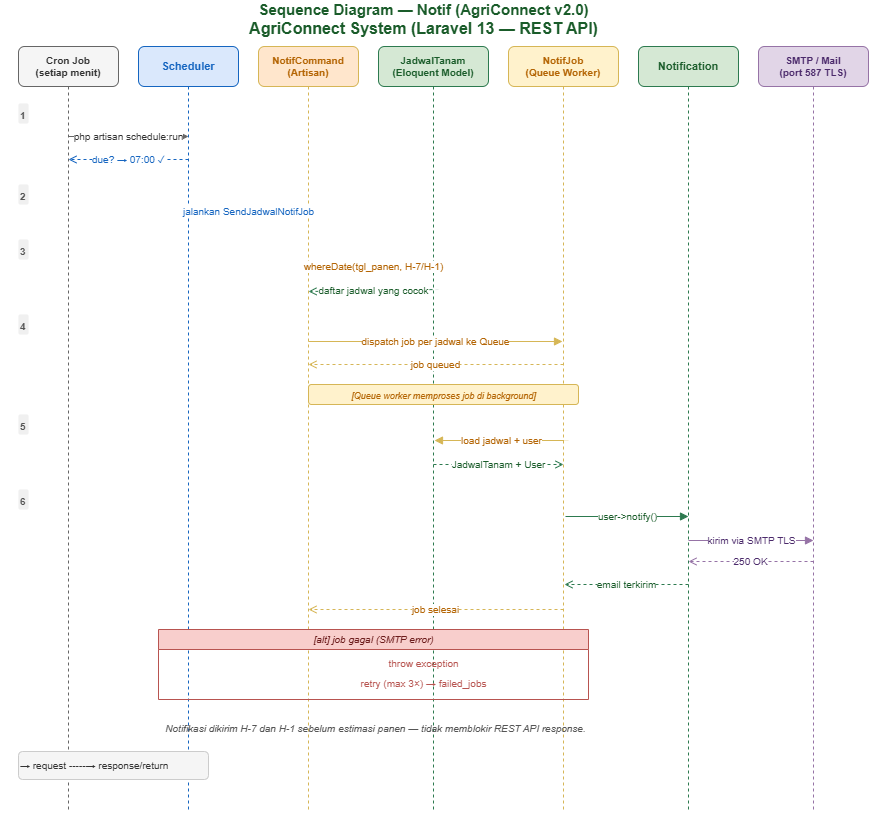 Sequence Diagram — Notif (AgriConnect v2.0)
AgriConnect System (Laravel 13 — REST API)
Cron Job
(setiap menit)
Scheduler
NotifCommand
(Artisan)
JadwalTanam
(Eloquent Model)
NotifJob
(Queue Worker)
Notification
SMTP / Mail
(port 587 TLS)
1
php artisan schedule:run
due? → 07:00 ✓
2
jalankan SendJadwalNotifJob
3
whereDate(tgl_panen, H-7/H-1)
daftar jadwal yang cocok
4
dispatch job per jadwal ke Queue
job queued
[Queue worker memproses job di background]
5
load jadwal + user
JadwalTanam + User
6
user->notify()
kirim via SMTP TLS
250 OK
email terkirim
job selesai
[alt] job gagal (SMTP error)
throw exception
retry (max 3×) → failed_jobs
Notifikasi dikirim H-7 dan H-1 sebelum estimasi panen — tidak memblokir REST API response.
→ request ------→ response/return